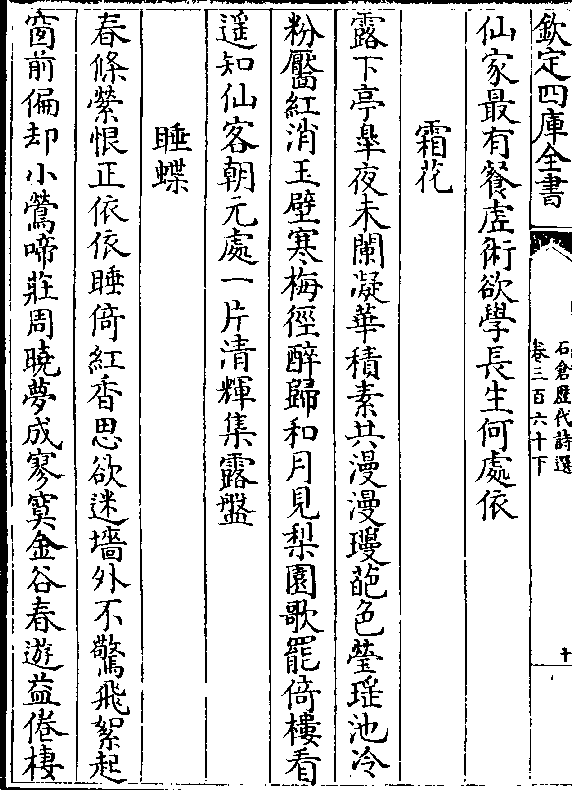 欽定四庫全書
石倉歷代詩選
卷三百六十下
十
仙家最有餐虛術欲學長生何處依
霜花
露下亭臯夜未闌凝華積素共漫漫璦葩色瑩瑶池冷
粉黶紅消玉壁寒梅徑醉歸和月見梨園歌罷倚樓看
遥知仙客朝元處一片清輝集露盤
睡蝶
春條縈恨正依依睡倚紅香思欲迷墻外不驚飛絮起
窗前偏却小鶯啼莊周曉夢成寥寞金谷春遊益倦棲